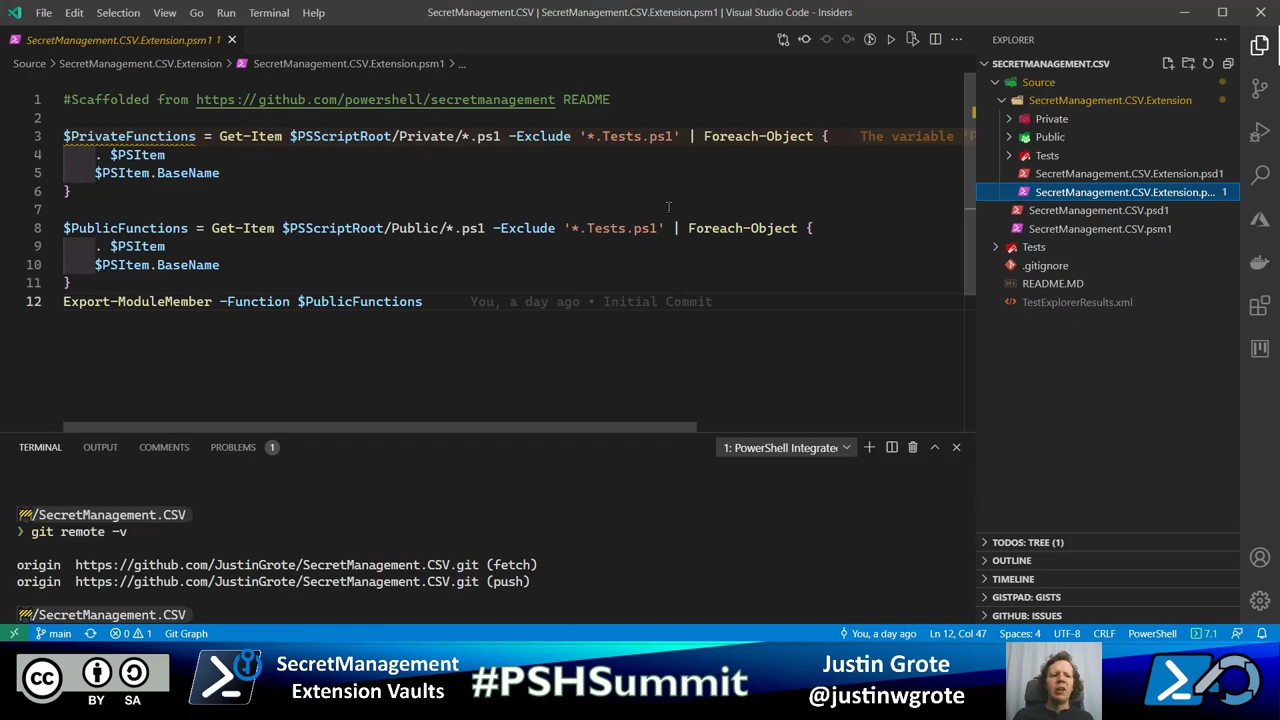 File Edit Selection View Go Run Terminal Help
SecretManagement.CSV.Extension.psm1 | SecretManagement.CSV | Visual Studio Code - Insiders
SecretManagement.CSV.Extension.psm1 1
Source > SecretManagement.CSV.Extension > SecretManagement.CSV.Extension.psm1 > ...
1 #Scaffolded from https://github.com/powershell/secretmanagement README
2
3 $PrivateFunctions = Get-Item $PSScriptRoot/Private/*.ps1 -Exclude '*.Tests.ps1' | Foreach-Object { The variable 'P
4 . $PSItem
5 $PSItem.BaseName
6 }
7
8 $PublicFunctions = Get-Item $PSScriptRoot/Public/*.ps1 -Exclude '*.Tests.ps1' | Foreach-Object {
9 . $PSItem
10 $PSItem.BaseName
11 }
12 Export-ModuleMember -Function $PublicFunctions You, a day ago • Initial Commit
EXPLORER
SECRETMANAGEMENT.CSV
Source
SecretManagement.CSV.Extension
Private
Public
Tests
SecretManagement.CSV.Extension.psd1
SecretManagement.CSV.Extension.p... 1
SecretManagement.CSV.psd1
SecretManagement.CSV.psm1
Tests
.gitignore
README.MD
TestExplorerResults.xml
TODOS: TREE (1)
OUTLINE
TIMELINE
GISTPAD: GISTS
GITHUB: ISSUES
TERMINAL OUTPUT COMMENTS PROBLEMS 1
1: PowerShell Integrate
/SecretManagement.CSV
❯ git remote -v
origin https://github.com/JustinGrote/SecretManagement.CSV.git (fetch)
origin https://github.com/JustinGrote/SecretManagement.CSV.git (push)
/SecretManagement.CSV
main 0 1 Git Graph You, a day ago Ln 12, Col 47 Spaces: 4 UTF-8 CRLF PowerShell 7.1
cc BY SA
SecretManagement
Extension Vaults
#PSHSummit
Justin Grote
@justinwgrote